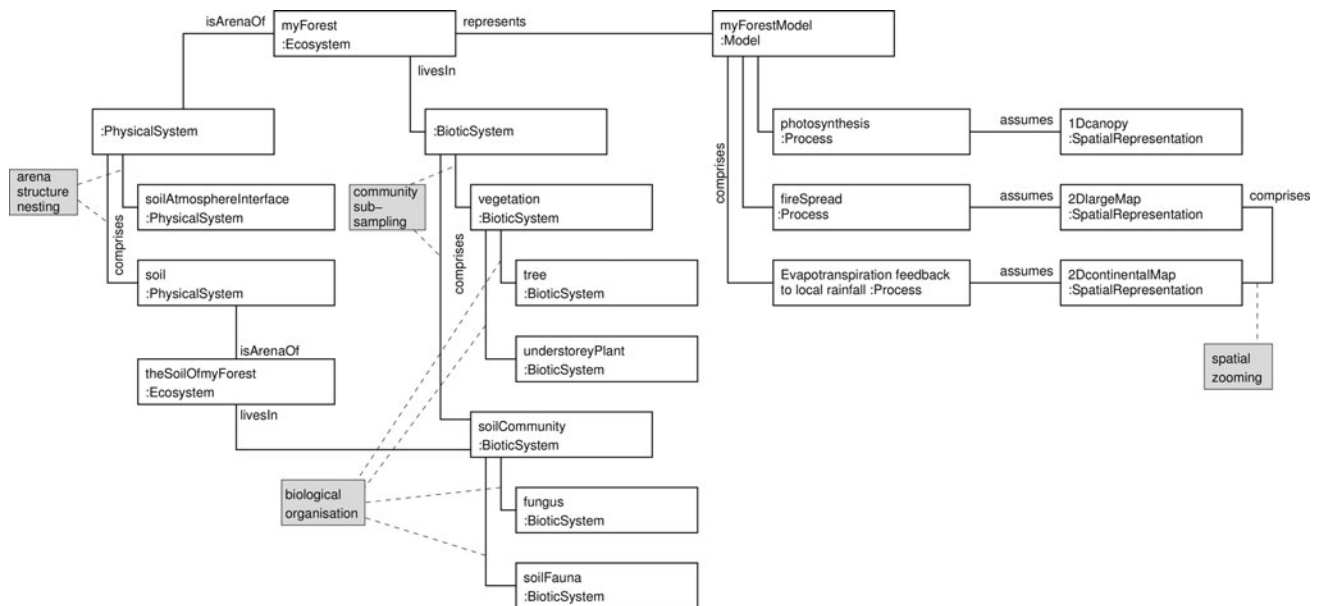 isArenaOf
myForest
:Ecosystem
represents
myForestModel
:Model
livesIn
:PhysicalSystem
:BioticSystem
photosynthesis
:Process
assumes
1Dcanopy
:SpatialRepresentation
arena
structure
nesting
soilAtmosphereInterface
:PhysicalSystem
community
sub–
sampling
vegetation
:BioticSystem
comprises
fireSpread
:Process
assumes
2DlargeMap
:SpatialRepresentation
comprises
comprises
soil
:PhysicalSystem
comprises
tree
:BioticSystem
Evapotranspiration feedback
to local rainfall :Process
assumes
2DcontinentalMap
:SpatialRepresentation
isArenaOf
theSoilOfmyForest
:Ecosystem
understoreyPlant
:BioticSystem
spatial
zooming
livesIn
soilCommunity
:BioticSystem
biological
organisation
fungus
:BioticSystem
soilFauna
:BioticSystem